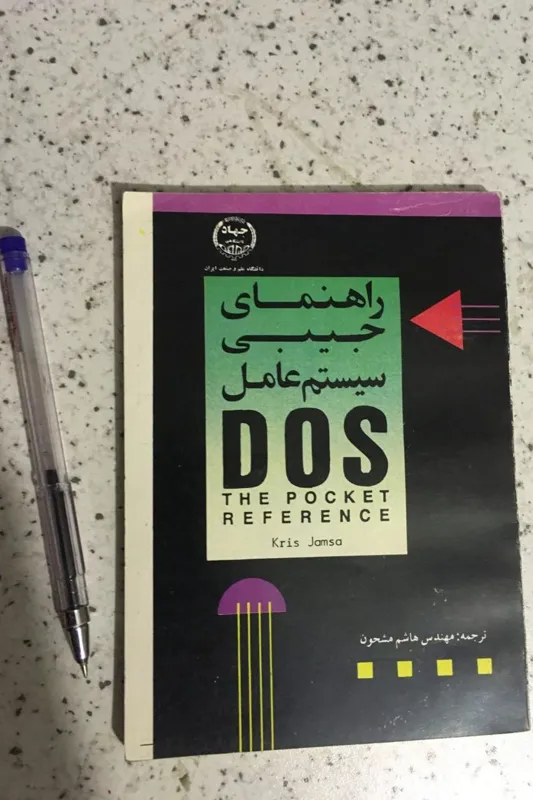 جهاد
دانشگاهی
دانشگاه علم و صنعت ایران
راهنمای
جیبی
سیستم عامل
DOS
THE POCKET
REFERENCE
Kris Jamsa
ترجمه: مهندس هاشم مشحون